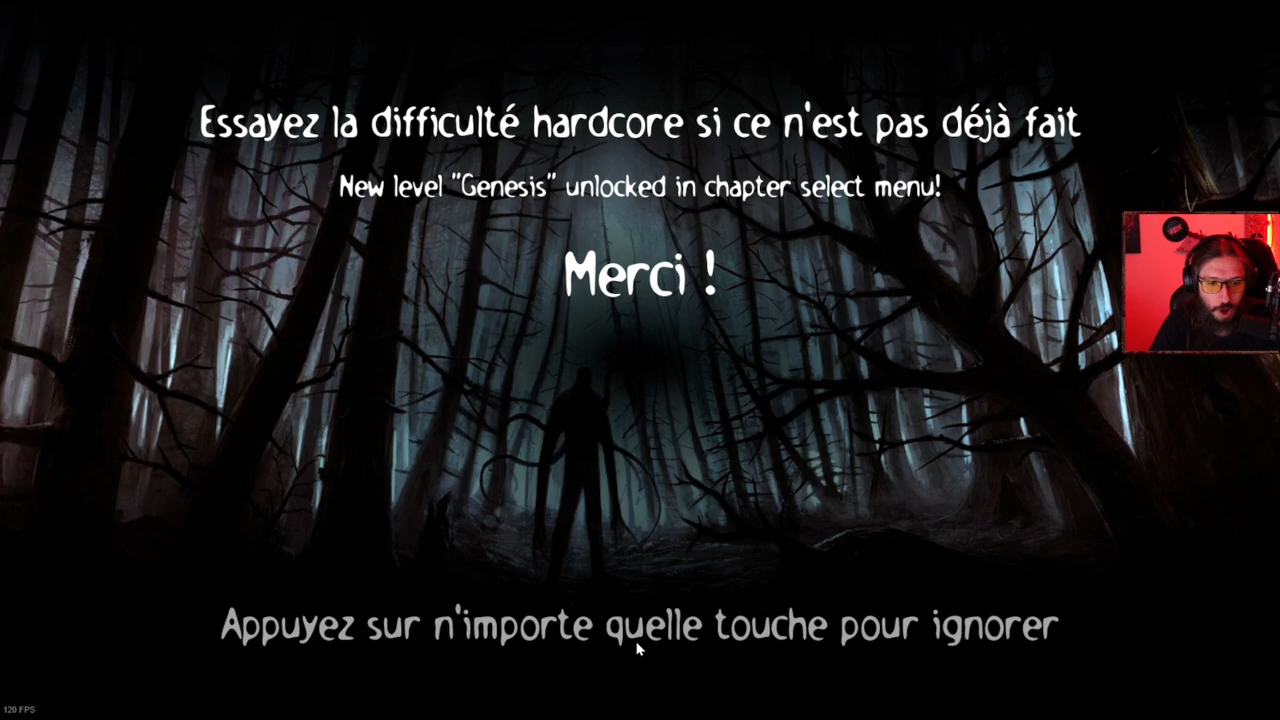 Essayez la difficulté hardcore si ce n'est pas déjà fait
New level "Genesis" unlocked in chapter select menu!
Merci !
Appuyez sur n'importe quelle touche pour ignorer
120 FPS